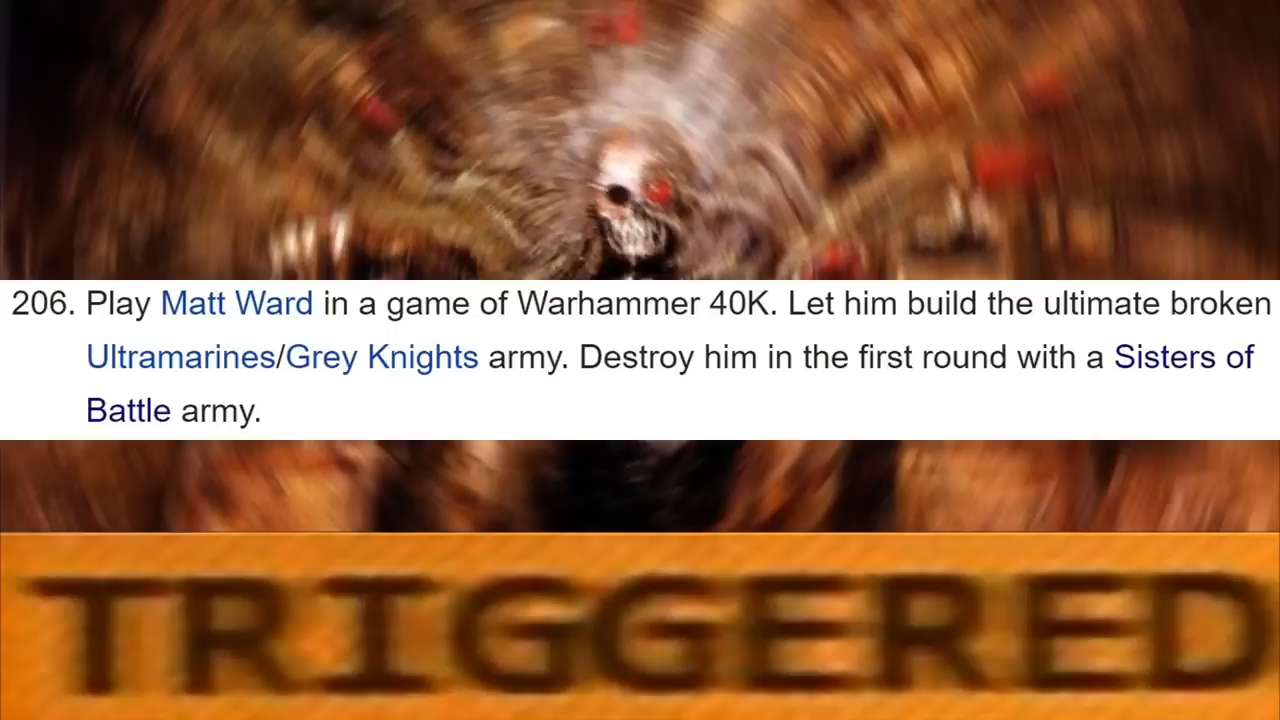 206. Play Matt Ward in a game of Warhammer 40K. Let him build the ultimate broken
Ultramarines/Grey Knights army. Destroy him in the first round with a Sisters of
Battle army.
TRIGGERED